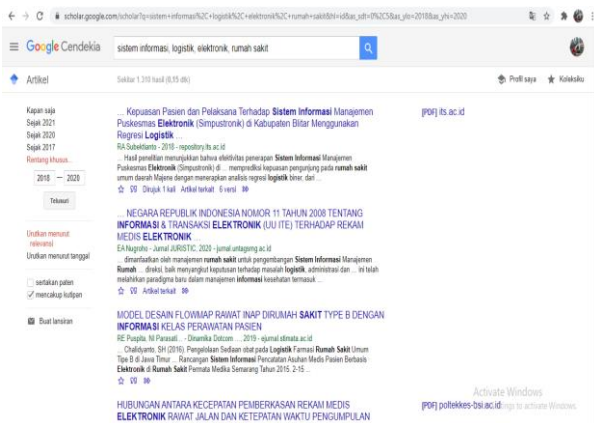 scholar.google.com/scholar?q=sistem+informasi%2C+logistik%2C+elektronik%2C+rumah+sakit&hl=id&as_sdt=0%2C5&as_ylo=2018&as_yhi=2020
Google Cendekia
sistem informasi, logistik, elektronik, rumah sakit
Artikel
Sekitar 1.310 hasil (0,05 dtk)
Profil saya
Koleksiku
Kapan saja
Sejak 2021
Sejak 2020
Sejak 2017
Rentang khusus...
2018 — 2020
Telusuri
Urutkan menurut
relevansi
Urutkan menurut tanggal
sertakan paten
mencakup kutipan
Buat lansiran
... Kepuasan Pasien dan Pelaksana Terhadap Sistem Informasi Manajemen
Puskesmas Elektronik (Simpustronik) di Kabupaten Blitar Menggunakan
Regresi Logistik ...
RA Subektianto - 2018 - repository.its.ac.id
... Hasil penelitian menunjukkan bahwa efektivitas penerapan Sistem Informasi Manajemen
Puskesmas Elektronik (Simpustronik) di ... memprediksi kepuasan pengunjung pada rumah sakit
umum daerah Majene dengan menerapkan analisis regresi logistik biner, dari ...
Dirujuk 1 kali Artikel terkait 6 versi
[PDF] its.ac.id
... NEGARA REPUBLIK INDONESIA NOMOR 11 TAHUN 2008 TENTANG
INFORMASI & TRANSAKSI ELEKTRONIK (UU ITE) TERHADAP REKAM
MEDIS ELEKTRONIK ...
EA Nugroho - Jurnal JURISTIC, 2020 - jurnal.untagsmg.ac.id
... dimanfaatkan oleh manajemen rumah sakit untuk pengembangan Sistem Informasi Manajemen
Rumah ... direksi, baik menyangkut keputusan terhadap masalah logistik, administrasi dan ... ini telah
melahirkan paradigma baru dalam manajemen informasi kesehatan termasuk ...
Artikel terkait
MODEL DESAIN FLOWMAP RAWAT INAP DIRUMAH SAKIT TYPE B DENGAN
INFORMASI KELAS PERAWATAN PASIEN
RE Puspita, NI Parasati... - Dinamika Dotcom ..., 2019 - ejurnal.stimata.ac.id
... Chalidyanto, SH (2016). Pengelolaan Sediaan obat pada Logistik Farmasi Rumah Sakit Umum
Tipe B di Jawa Timur ... Rancangan Sistem Informasi Pencatatan Asuhan Medis Pasien Berbasis
Elektronik di Rumah Sakit Permata Medika Semarang Tahun 2015. 2-15 ...
HUBUNGAN ANTARA KECEPATAN PEMBERKASAN REKAM MEDIS
ELEKTRONIK RAWAT JALAN DAN KETEPATAN WAKTU PENGUMPULAN
[PDF] poltekkes-bsi.ac.id
Activate Windows
to activate Windows.